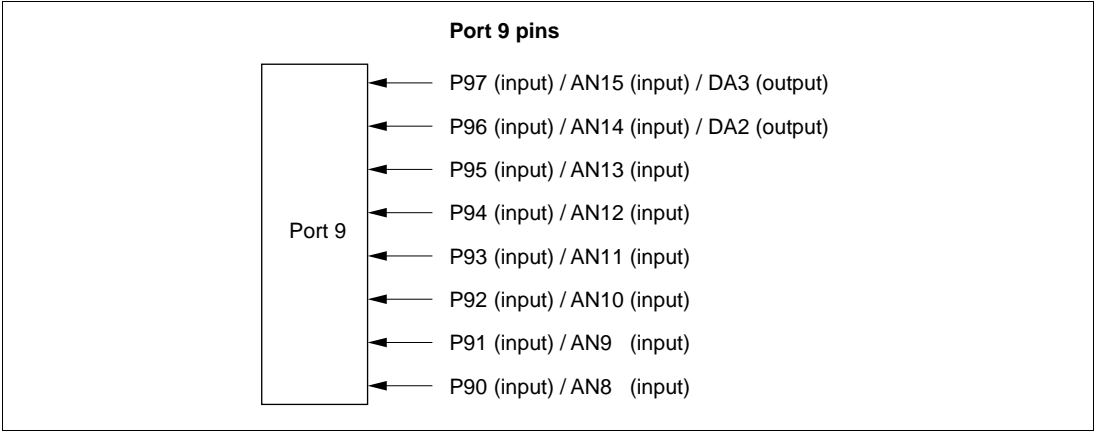 Port 9 pins
P97 (input) / AN15 (input) / DA3 (output)
P96 (input) / AN14 (input) / DA2 (output)
P95 (input) / AN13 (input)
P94 (input) / AN12 (input)
Port 9
P93 (input) / AN11 (input)
P92 (input) / AN10 (input)
P91 (input) / AN9 (input)
P90 (input) / AN8 (input)